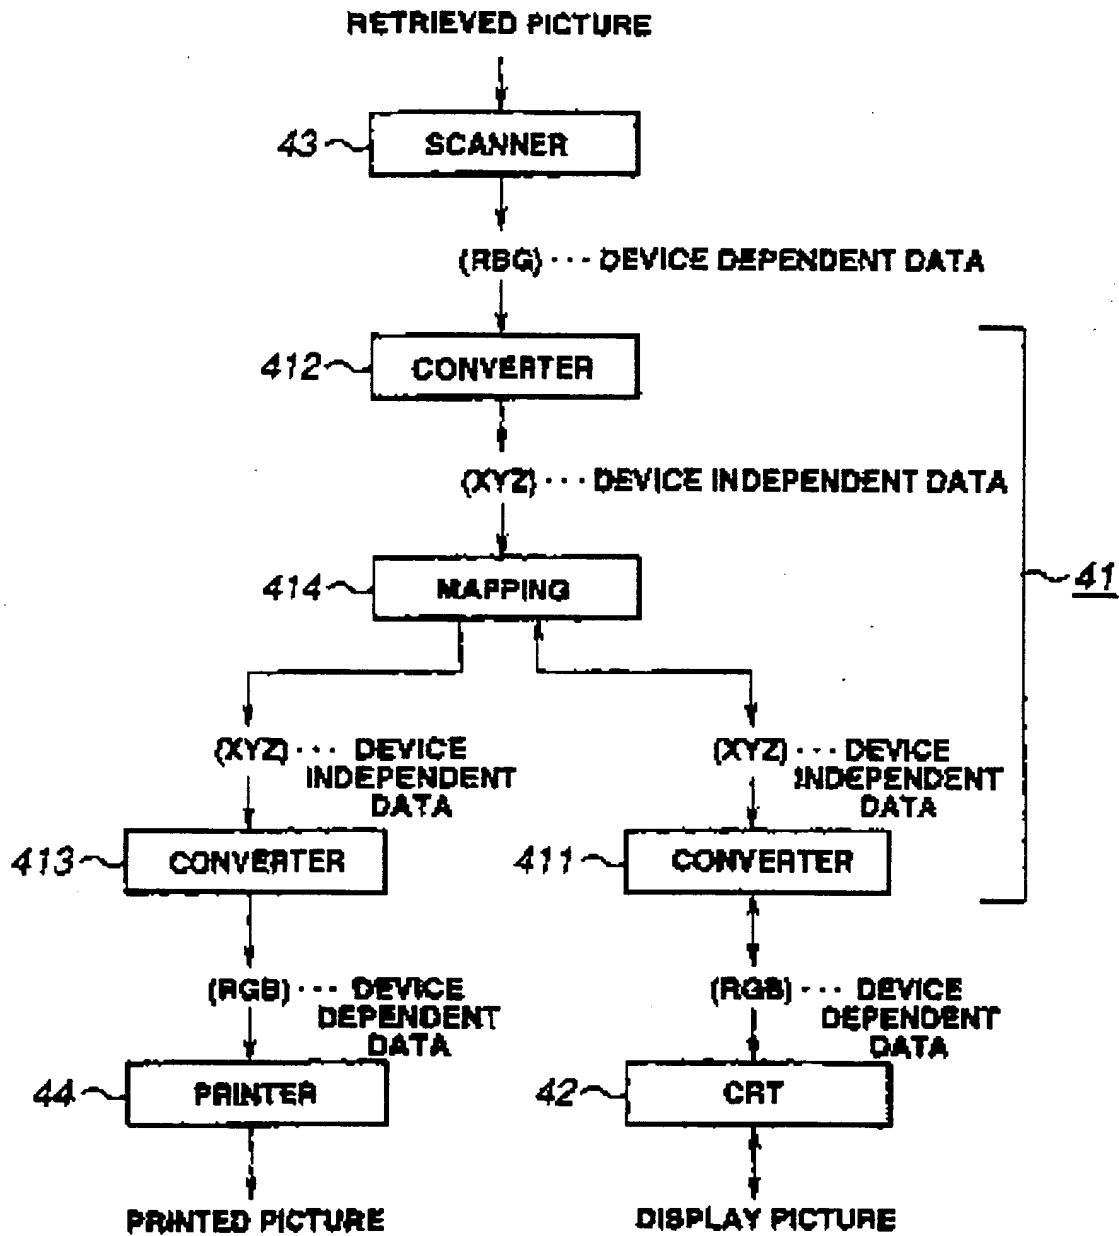 RETRIEVED PICTURE
43 SCANNER
(RBG) ··· DEVICE DEPENDENT DATA
412 CONVERTER
(XYZ) ··· DEVICE INDEPENDENT DATA
414 MAPPING
41
(XYZ) ··· DEVICE
INDEPENDENT
DATA
(XYZ) ··· DEVICE
INDEPENDENT
DATA
413 CONVERTER
411 CONVERTER
(RGB) ··· DEVICE
DEPENDENT
DATA
(RGB) ··· DEVICE
DEPENDENT
DATA
44 PRINTER
42 CRT
PRINTED PICTURE
DISPLAY PICTURE